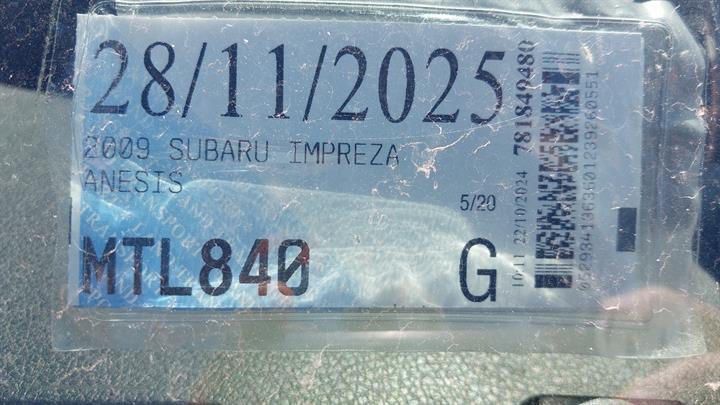 28/11/2025
2009 SUBARU IMPREZA
ANESIS
5/20
MTL840
G
10:11 22/10/2024 781849480